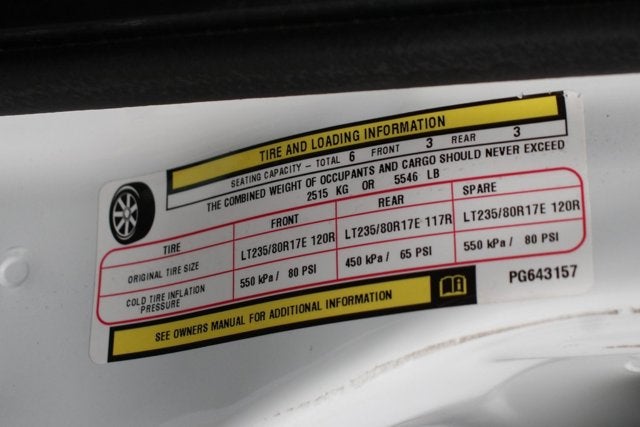 TIRE AND LOADING INFORMATION
SEATING CAPACITY - TOTAL 6 FRONT 3 REAR 3
THE COMBINED WEIGHT OF OCCUPANTS AND CARGO SHOULD NEVER EXCEED
2515 KG OR 5546 LB
TIRE FRONT REAR SPARE
ORIGINAL TIRE SIZE LT235/80R17E 120R LT235/80R17E 117R LT235/80R17E 120R
COLD TIRE INFLATION PRESSURE 550 kPa / 80 PSI 450 kPa / 65 PSI 550 kPa / 80 PSI
SEE OWNERS MANUAL FOR ADDITIONAL INFORMATION
PG643157